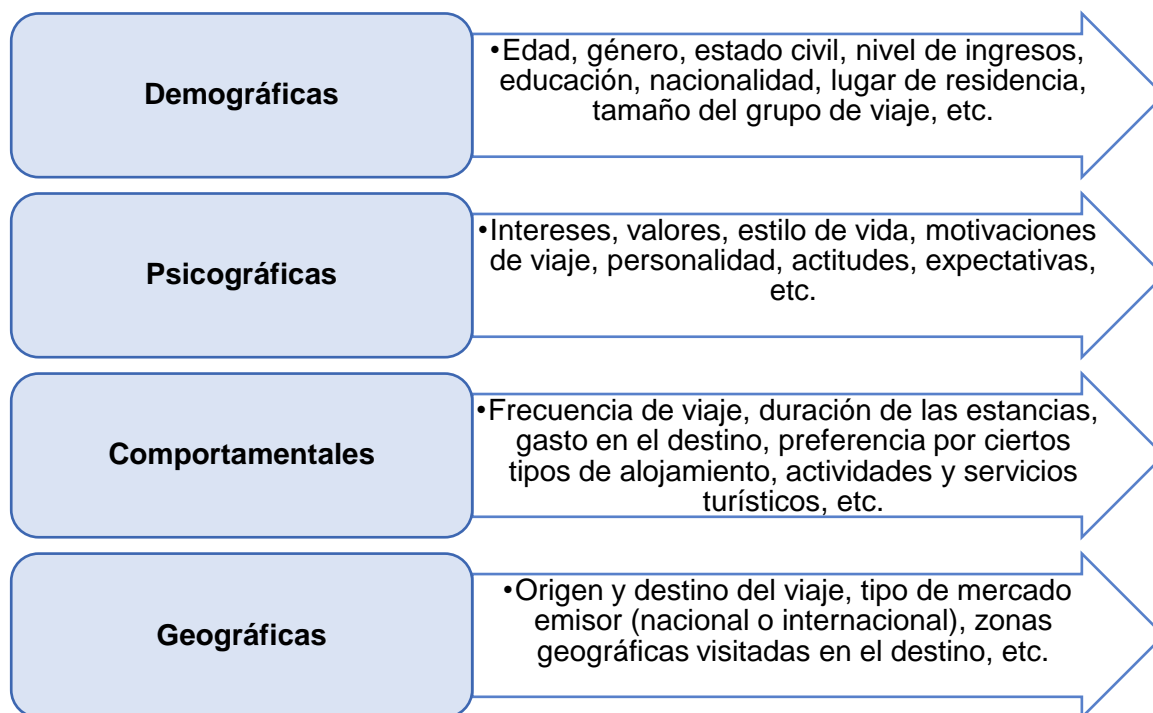 Demográficas
•Edad, género, estado civil, nivel de ingresos,
educación, nacionalidad, lugar de residencia,
tamaño del grupo de viaje, etc.
Psicográficas
•Intereses, valores, estilo de vida, motivaciones
de viaje, personalidad, actitudes, expectativas,
etc.
Comportamentales
•Frecuencia de viaje, duración de las estancias,
gasto en el destino, preferencia por ciertos
tipos de alojamiento, actividades y servicios
turísticos, etc.
Geográficas
•Origen y destino del viaje, tipo de mercado
emisor (nacional o internacional), zonas
geográficas visitadas en el destino, etc.